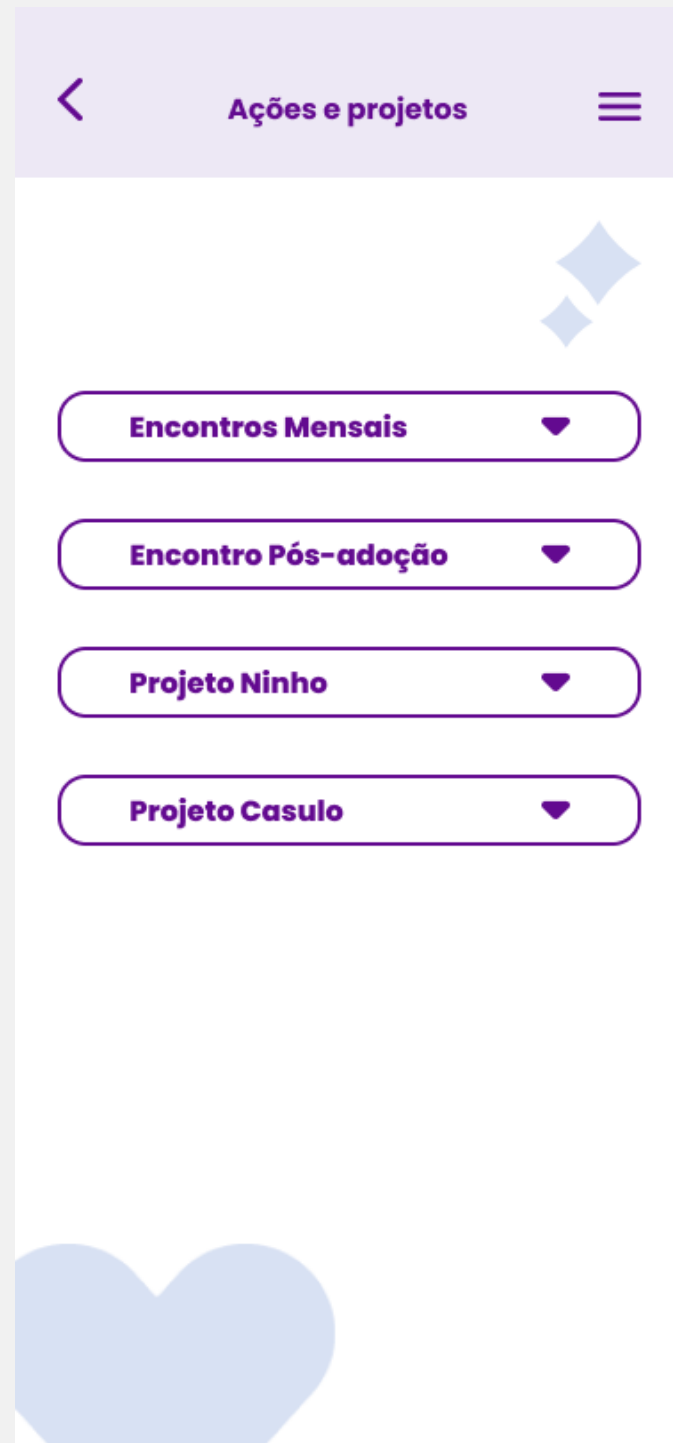 Ações e projetos
Encontros Mensais
Encontro Pós-adoção
Projeto Ninho
Projeto Casulo